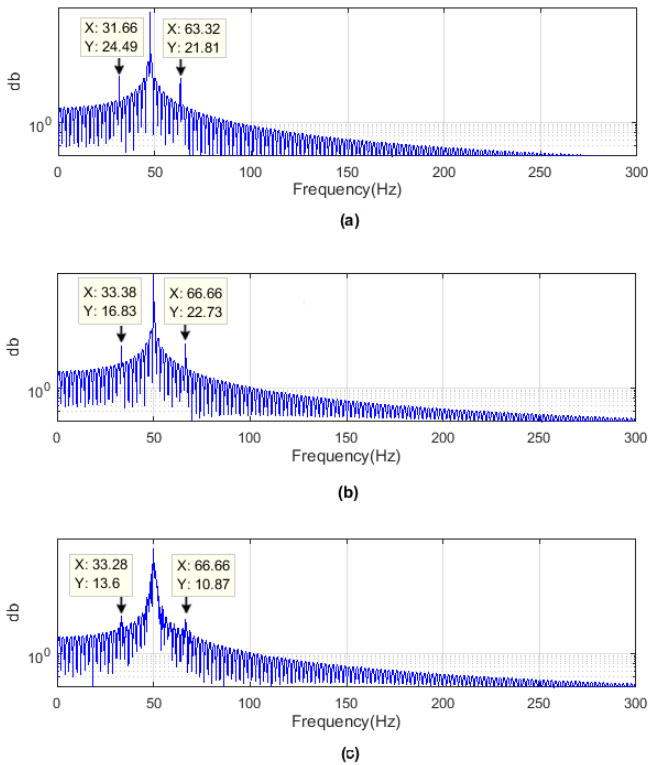 X: 31.66
Y: 24.49
X: 63.32
Y: 21.81
db
10^0
0 50 100 150 200 250 300
Frequency(Hz)
(a)
X: 33.38
Y: 16.83
X: 66.66
Y: 22.73
db
10^0
0 50 100 150 200 250 300
Frequency(Hz)
(b)
X: 33.28
Y: 13.6
X: 66.66
Y: 10.87
db
10^0
0 50 100 150 200 250 300
Frequency(Hz)
(c)